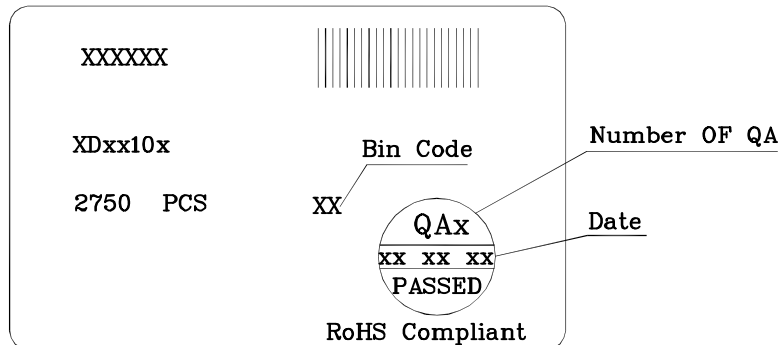 XXXXXX
XDxx10x
Bin Code
Number OF QA
2750 PCS
XX
QAx
Date
xx xx xx
PASSED
RoHS Compliant